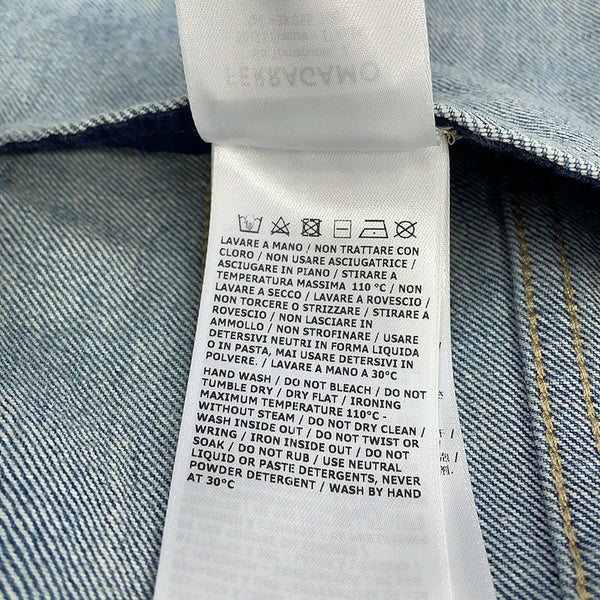 FERRAGAMO
LAVARE A MANO / NON TRATTARE CON
CLORO / NON USARE ASCIUGATRICE /
ASCIUGARE IN PIANO / STIRARE A
TEMPERATURA MASSIMA 110 °C / NON
LAVARE A SECCO / LAVARE A ROVESCIO /
NON TORCERE O STRIZZARE / STIRARE A
ROVESCIO / NON LASCIARE IN
AMMOLLO / NON STROFINARE / USARE
DETERSIVI NEUTRI IN FORMA LIQUIDA
O IN PASTA, MAI USARE DETERSIVI IN
POLVERE. / LAVARE A MANO A 30°C
HAND WASH / DO NOT BLEACH / DO NOT
TUMBLE DRY / DRY FLAT / IRONING
MAXIMUM TEMPERATURE 110°C -
WITHOUT STEAM / DO NOT DRY CLEAN /
WASH INSIDE OUT / DO NOT TWIST OR
WRING / IRON INSIDE OUT / DO NOT
SOAK / DO NOT RUB / USE NEUTRAL
LIQUID OR PASTE DETERGENTS, NEVER
POWDER DETERGENT / WASH BY HAND
AT 30°C